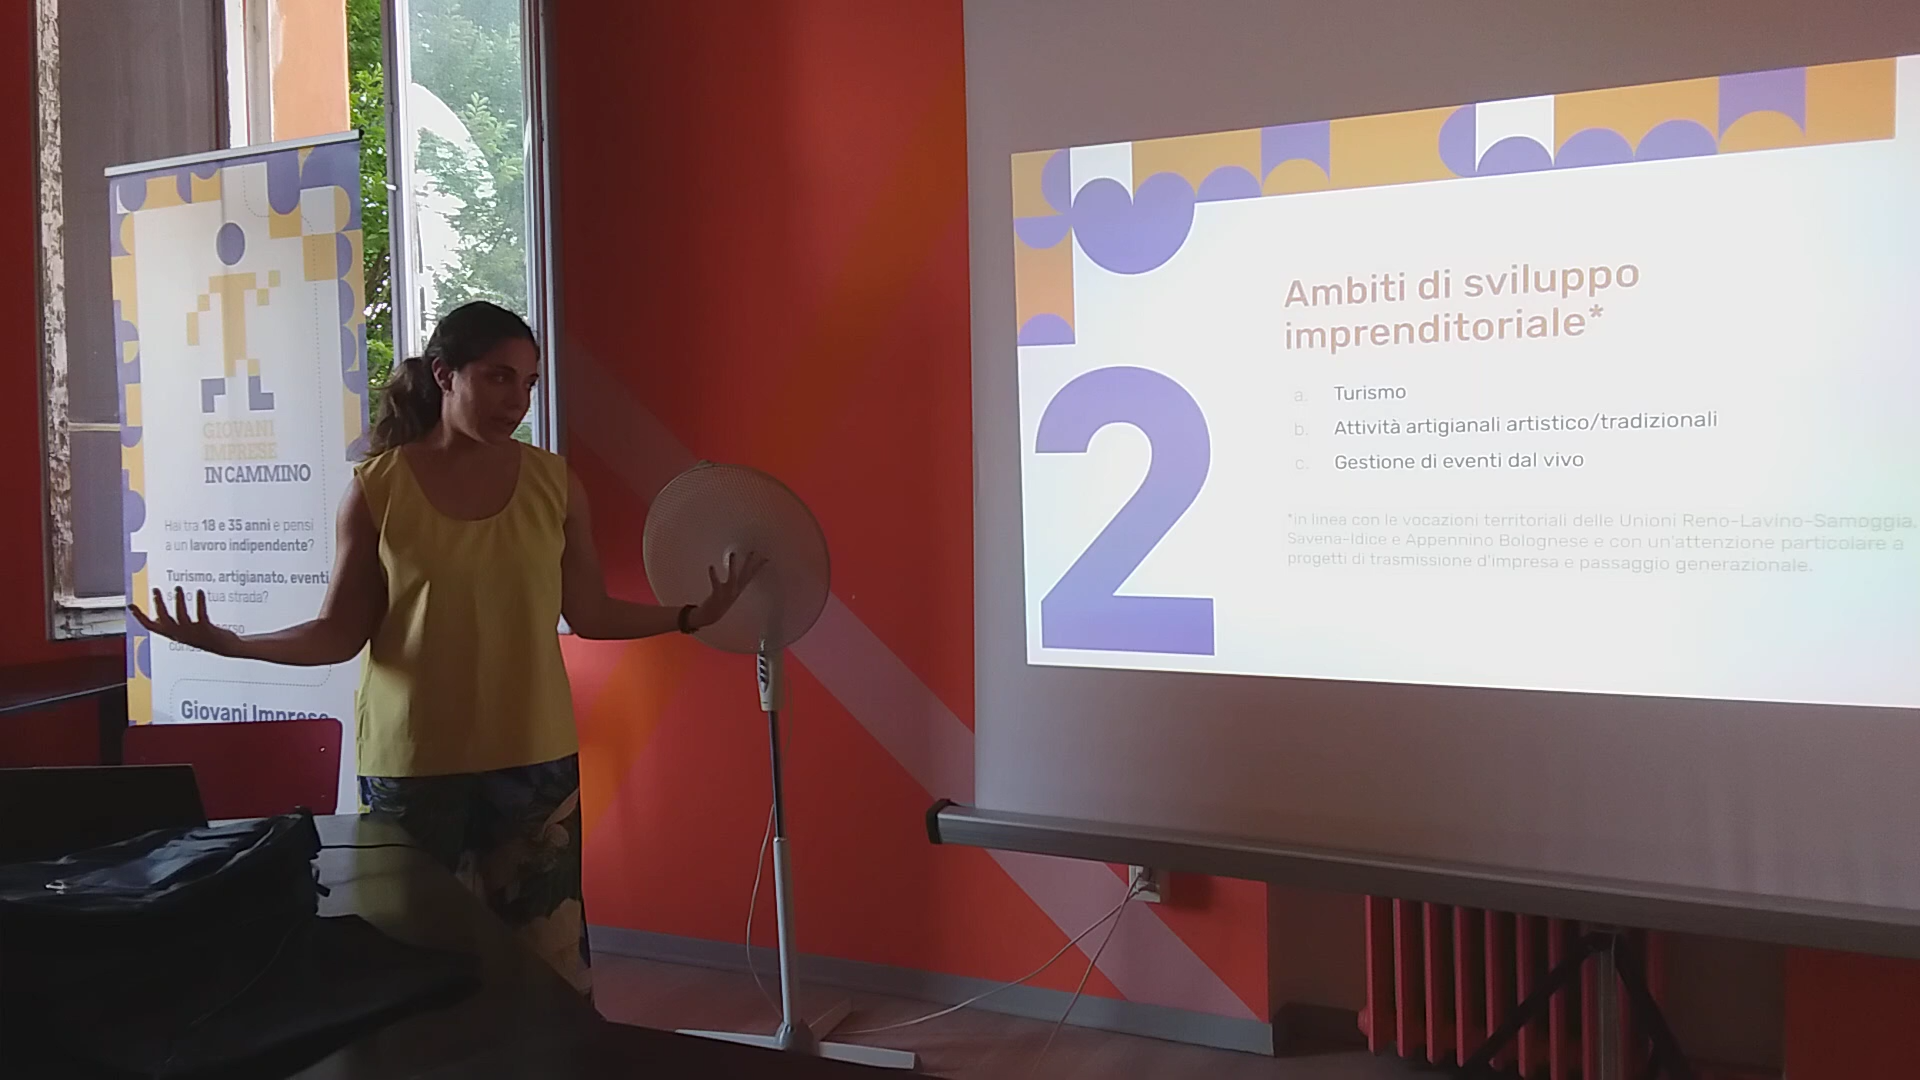 GIOVANI
IMPRESE
IN CAMMINO
Hai tra 18 e 35 anni e pensi
a un lavoro indipendente?
Turismo, artigianato, eventi
tua strada?
Giovani Imprese
2
Ambiti di sviluppo
imprenditoriale*
a. Turismo
b. Attività artigianali artistico/tradizionali
c. Gestione di eventi dal vivo
*in linea con le vocazioni territoriali delle Unioni Reno-Lavino-Samoggia,
Savena-Idice e Appennino Bolognese e con un'attenzione particolare a
progetti di trasmissione d'impresa e passaggio generazionale.